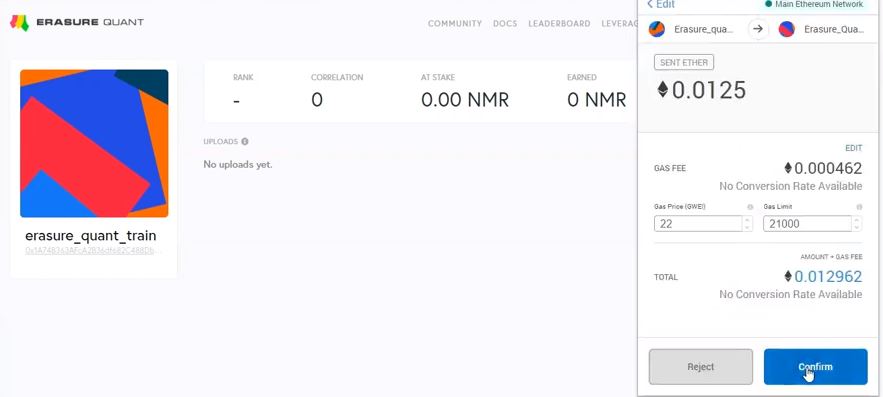 ERASURE QUANT
COMMUNITY DOCS LEADERBOARD LEVERAG
erasure_quant_train
RANK CORRELATION AT STAKE EARNED
- 0 0.00 NMR 0 NMR
UPLOADS
No uploads yet.
Edit
Main Ethereum Network
Erasure_qua... Erasure_Qua...
SENT ETHER
0.0125
EDIT
GAS FEE 0.000462
No Conversion Rate Available
Gas Price (GWEI) Gas Limit
22 21000
AMOUNT + GAS FEE
TOTAL 0.012962
No Conversion Rate Available
Reject Confirm